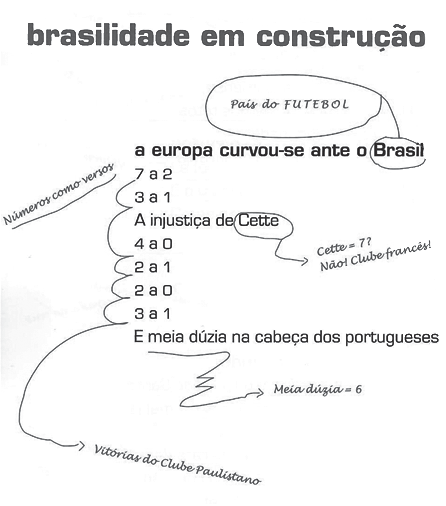 brasilidade em construção
País do FUTEBOL
a europa curvou-se ante o Brasil
Números como versos
7 a 2
3 a 1
A injustiça de Cette
4 a 0
Cette = 7?
Não! Clube francês!
2 a 1
2 a 0
3 a 1
E meia dúzia na cabeça dos portugueses
Meia dúzia = 6
Vitórias do Clube Paulistano